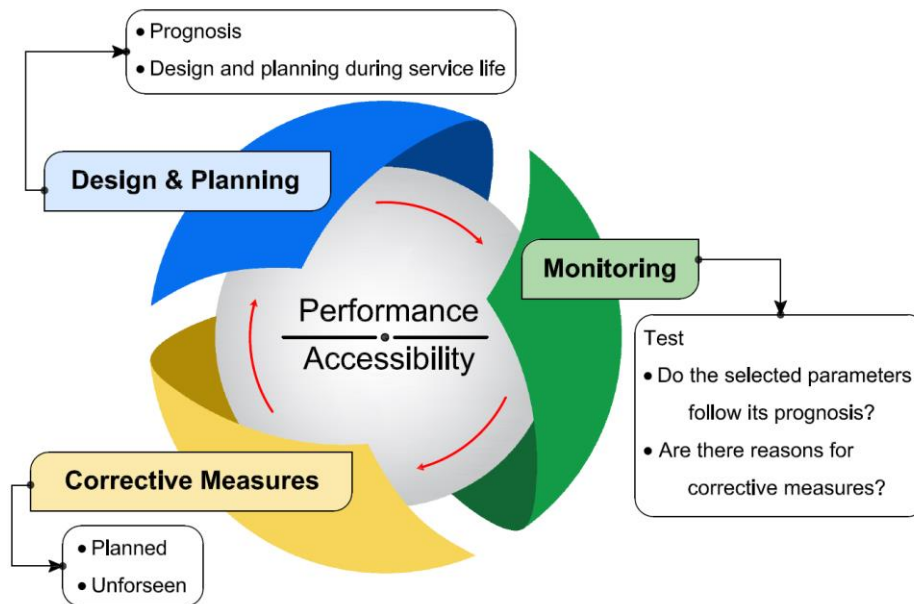 ● Prognosis
● Design and planning during service life
Design & Planning
Monitoring
Performance
Accessibility
Test
● Do the selected parameters
follow its prognosis?
● Are there reasons for
corrective measures?
Corrective Measures
● Planned
● Unforseen